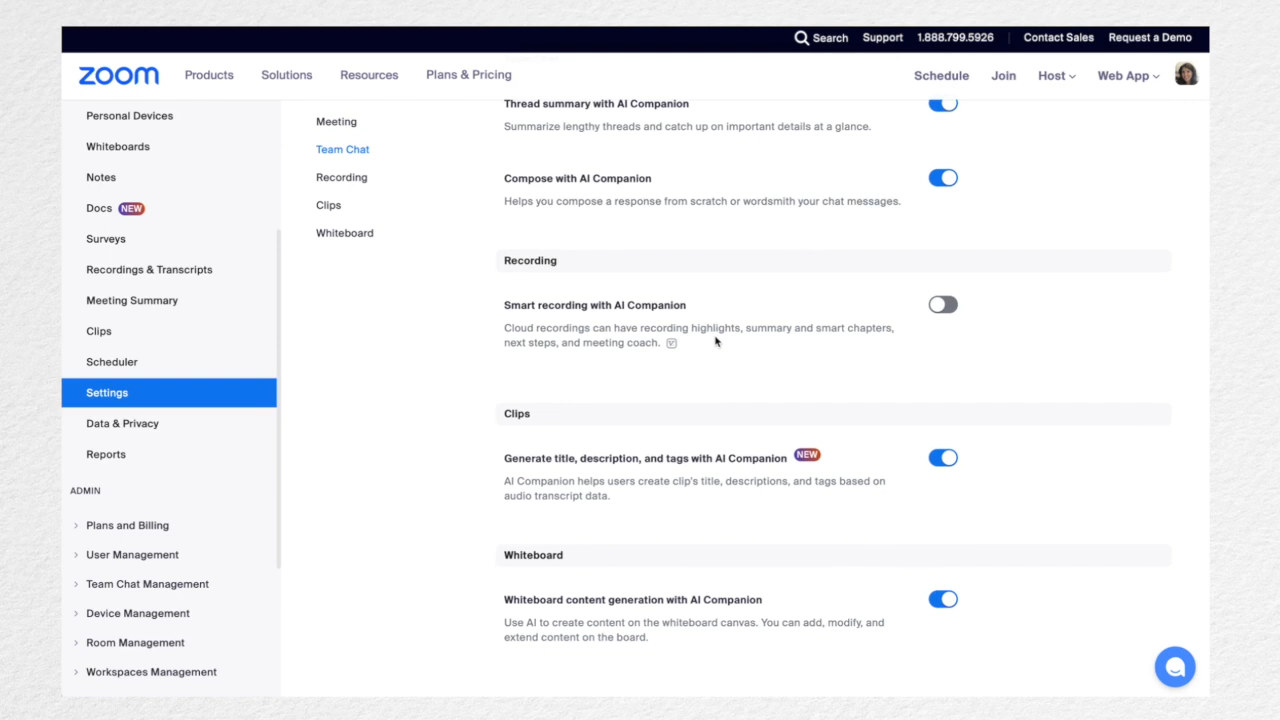 Search Support 1.888.799.5926 Contact Sales Request a Demo
zoom Products Solutions Resources Plans & Pricing Schedule Join Host Web App
Personal Devices
Whiteboards
Notes
Docs NEW
Surveys
Recordings & Transcripts
Meeting Summary
Clips
Scheduler
Settings
Data & Privacy
Reports
ADMIN
Plans and Billing
User Management
Team Chat Management
Device Management
Room Management
Workspaces Management
Meeting
Team Chat
Recording
Clips
Whiteboard
Thread summary with AI Companion
Summarize lengthy threads and catch up on important details at a glance.
Compose with AI Companion
Helps you compose a response from scratch or wordsmith your chat messages.
Recording
Smart recording with AI Companion
Cloud recordings can have recording highlights, summary and smart chapters,
next steps, and meeting coach.
Clips
Generate title, description, and tags with AI Companion NEW
AI Companion helps users create clip's title, descriptions, and tags based on
audio transcript data.
Whiteboard
Whiteboard content generation with AI Companion
Use AI to create content on the whiteboard canvas. You can add, modify, and
extend content on the board.